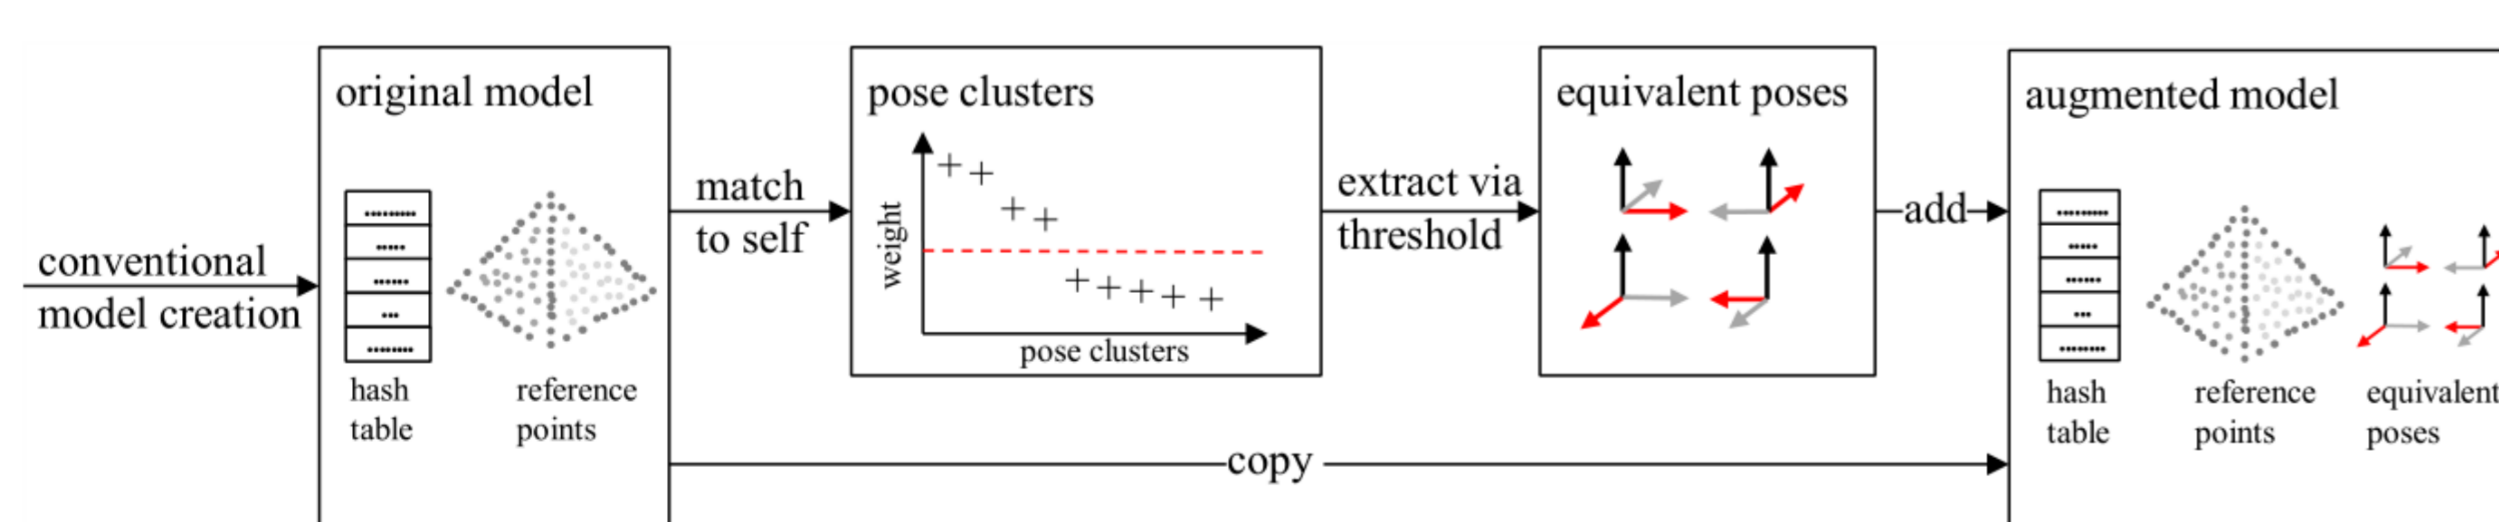 conventional
model creation
original model
.........
.....
......
...
........
hash
table
reference
points
match
to self
pose clusters
weight
pose clusters
extract via
threshold
equivalent poses
add
copy
augmented model
.........
.....
......
...
........
hash
table
reference
points
equivalent
poses